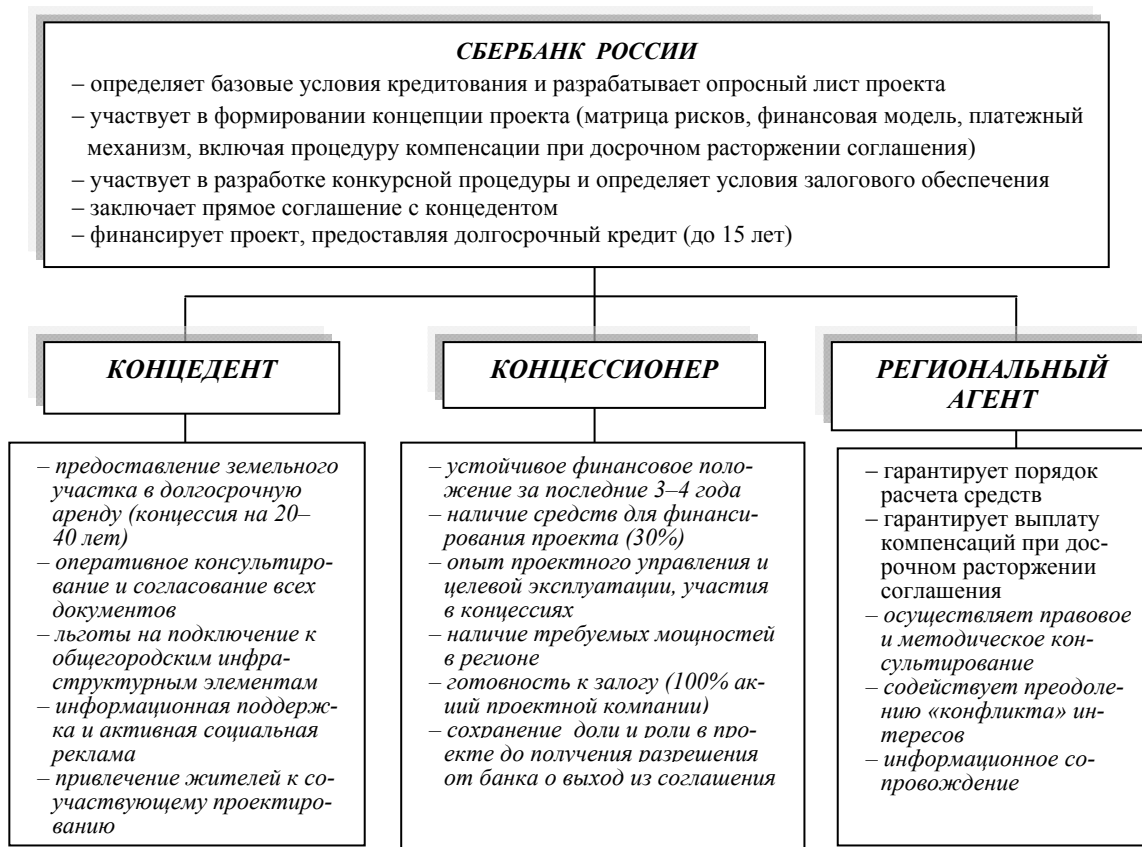 СБЕРБАНК РОССИИ
– определяет базовые условия кредитования и разрабатывает опросный лист проекта
– участвует в формировании концепции проекта (матрица рисков, финансовая модель, платежный
механизм, включая процедуру компенсации при досрочном расторжении соглашения)
– участвует в разработке конкурсной процедуры и определяет условия залогового обеспечения
– заключает прямое соглашение с концедентом
– финансирует проект, предоставляя долгосрочный кредит (до 15 лет)
КОНЦЕДЕНТ
– предоставление земельного
участка в долгосрочную
аренду (концессия на 20–
40 лет)
– оперативное консультиро-
вание и согласование всех
документов
– льготы на подключение к
общегородским инфра-
структурным элементам
– информационная поддерж-
ка и активная социальная
реклама
– привлечение жителей к со-
участвующему проектиро-
ванию
КОНЦЕССИОНЕР
– устойчивое финансовое поло-
жение за последние 3–4 года
– наличие средств для финанси-
рования проекта (30%)
– опыт проектного управления и
целевой эксплуатации, участия
в концессиях
– наличие требуемых мощностей
в регионе
– готовность к залогу (100% ак-
ций проектной компании)
– сохранение доли и роли в про-
екте до получения разрешения
от банка о выход из соглашения
РЕГИОНАЛЬНЫЙ
АГЕНТ
– гарантирует порядок
расчета средств
– гарантирует выплату
компенсаций при дос-
рочном расторжении
соглашения
– осуществляет правовое
и методическое кон-
сультирование
– содействует преодоле-
нию «конфликта» ин-
тересов
– информационное со-
провождение